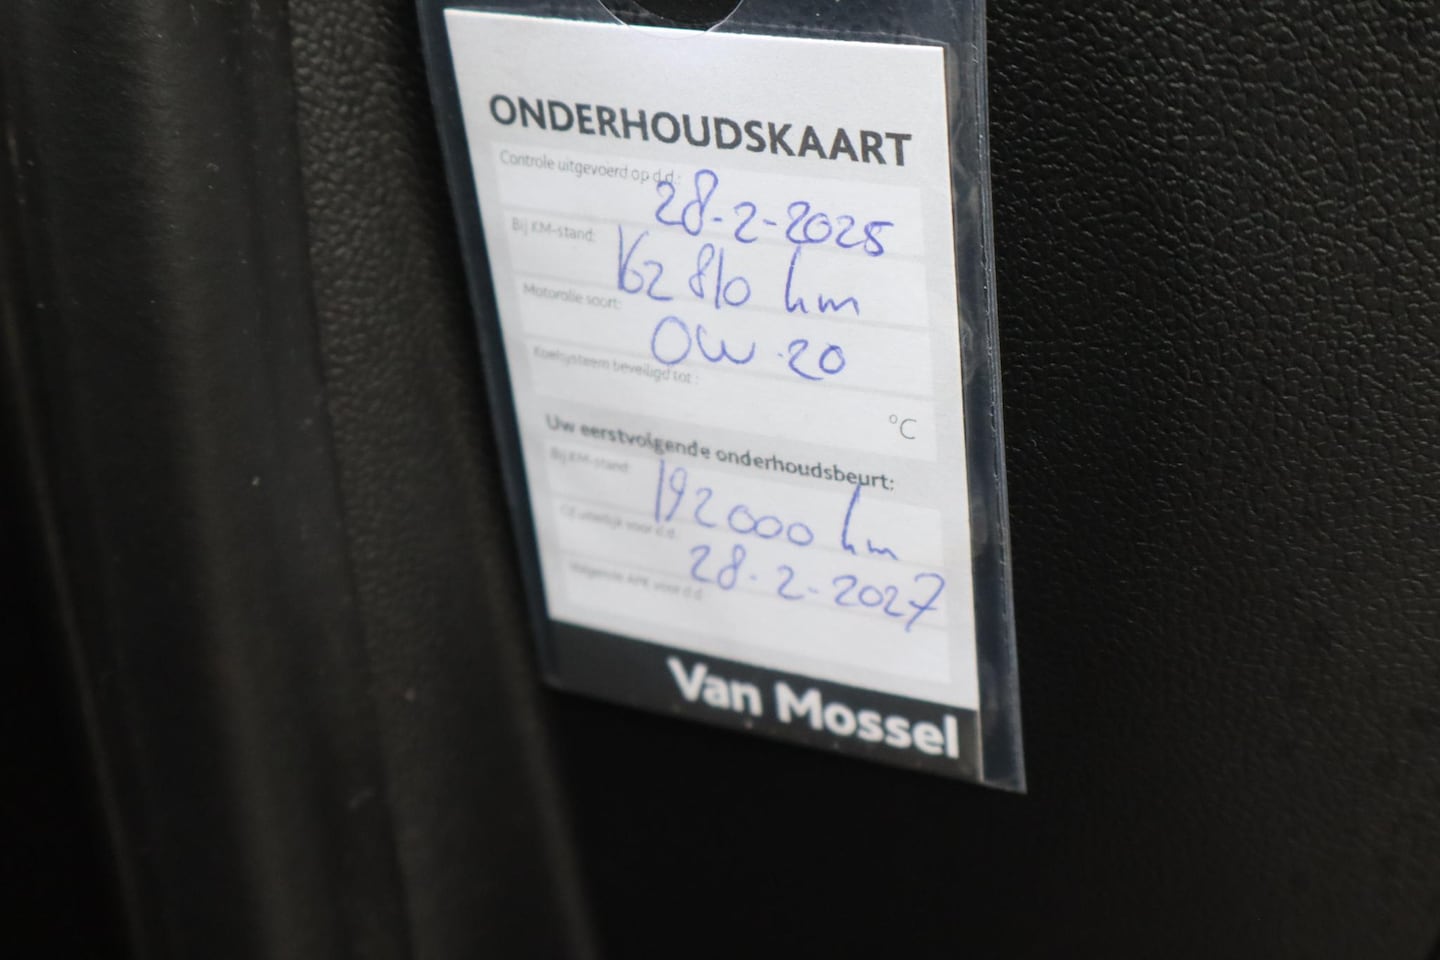 ONDERHOUDSKAART
Controle uitgevoerd op d.d.:
28-2-2025
Bij KM-stand:
162810 km
Motorolie soort:
0W-20
Koelsysteem beveiligd tot :
°C
Uw eerstvolgende onderhoudsbeurt:
Bij KM-stand
192000 km
Of uiterlijk voor d.d.
28-2-2027
Volgende APK voor d.d.
Van Mossel